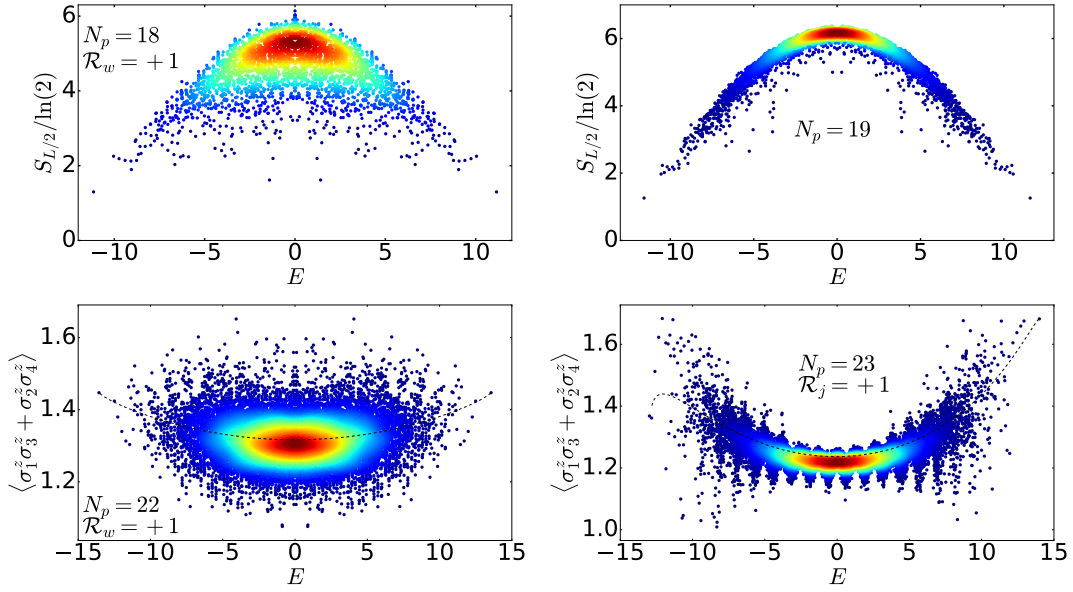 6
4
2
0
S_{L/2}/ln(2)
N_p = 18
R_w = +1
−10 −5 0 5 10
E
6
4
2
0
S_{L/2}/ln(2)
N_p = 19
−10 −5 0 5 10
E
1.6
1.4
1.2
⟨σ_1^z σ_3^z + σ_2^z σ_4^z⟩
N_p = 22
R_w = +1
−15 −10 −5 0 5 10 15
E
1.6
1.4
1.2
1.0
⟨σ_1^z σ_3^z + σ_2^z σ_4^z⟩
N_p = 23
R_j = +1
−15 −10 −5 0 5 10 15
E